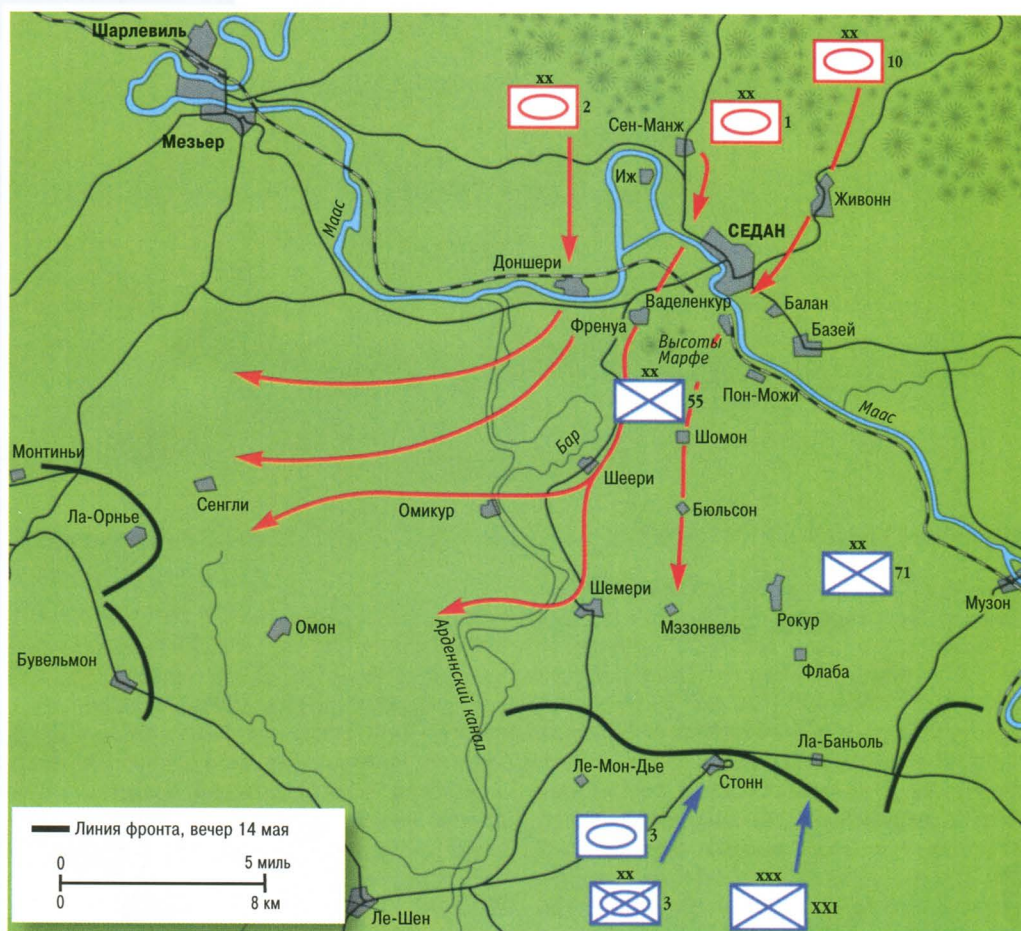 Шарлевиль
Мезьер
Маас
xx
2
xx
1
xx
10
Сен-Манж
Иж
Живонн
СЕДАН
Доншери
Балан
Базей
Ваделенкур
Френуа
Высоты
Марфе
Пон-Можи
Маас
xx
55
Шомон
Монтиньи
Бар
Шеери
Сенгли
Омикур
Бюльсон
Ла-Орнье
xx
71
Шемери
Мэзонвель
Рокур
Музон
Омон
Арденнский канал
Флаба
Бувельмон
Ле-Мон-Дье
Стонн
Ла-Баньоль
Линия фронта, вечер 14 мая
0
5 миль
0
8 км
3
xx
3
xxx
XXI
Ле-Шен